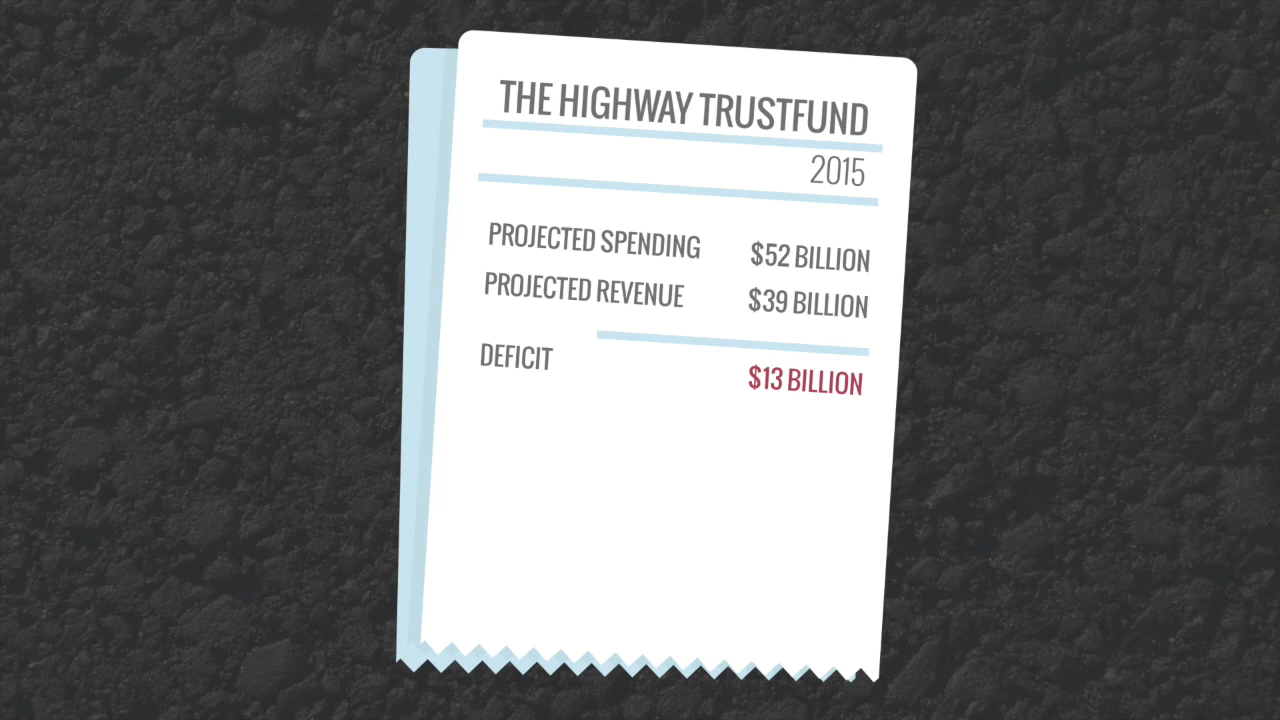 THE HIGHWAY TRUSTFUND
2015
PROJECTED SPENDING $52 BILLION
PROJECTED REVENUE $39 BILLION
DEFICIT $13 BILLION